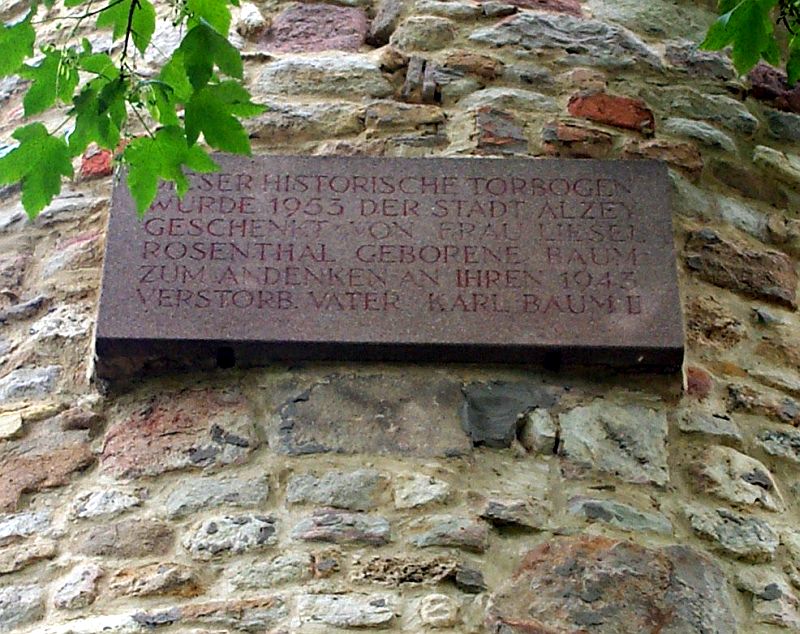 DIESER HISTORISCHE TORBOGEN
WURDE 1953 DER STADT ALZEY
GESCHENKT VON FRAU LIESEL
ROSENTHAL GEBORENE BAUM
ZUM ANDENKEN AN IHREN 1943
VERSTORB. VATER KARL BAUM II